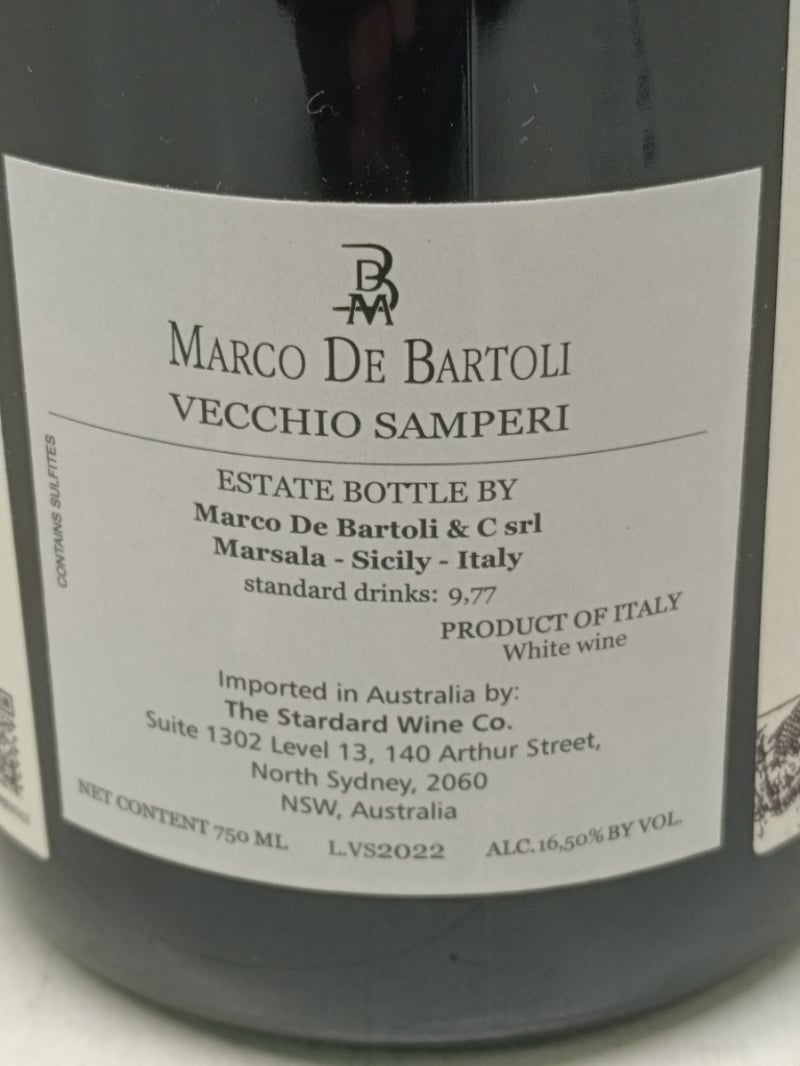 DBM
MARCO DE BARTOLI
VECCHIO SAMPERI
CONTAINS SULFITES
ESTATE BOTTLE BY
Marco De Bartoli & C srl
Marsala - Sicily - Italy
standard drinks: 9,77
PRODUCT OF ITALY
White wine
Imported in Australia by:
The Stardard Wine Co.
Suite 1302 Level 13, 140 Arthur Street,
North Sydney, 2060
NSW, Australia
NET CONTENT 750 ML L.VS2022 ALC. 16,50% BY VOL.